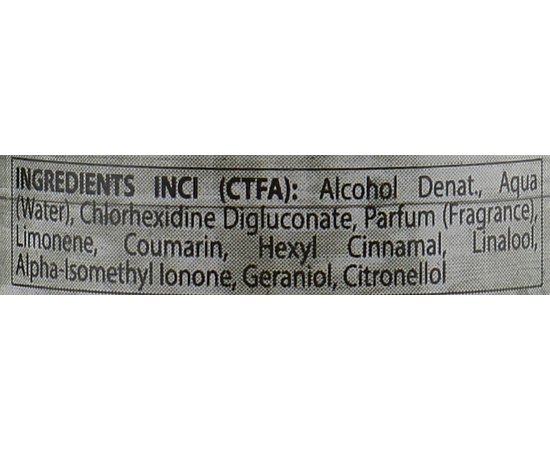 INGREDIENTS INCI (CTFA): Alcohol Denat., Aqua
(Water), Chlorhexidine Digluconate, Parfum (Fragrance),
Limonene, Coumarin, Hexyl Cinnamal, Linalool,
Alpha-Isomethyl Ionone, Geraniol, Citronellol